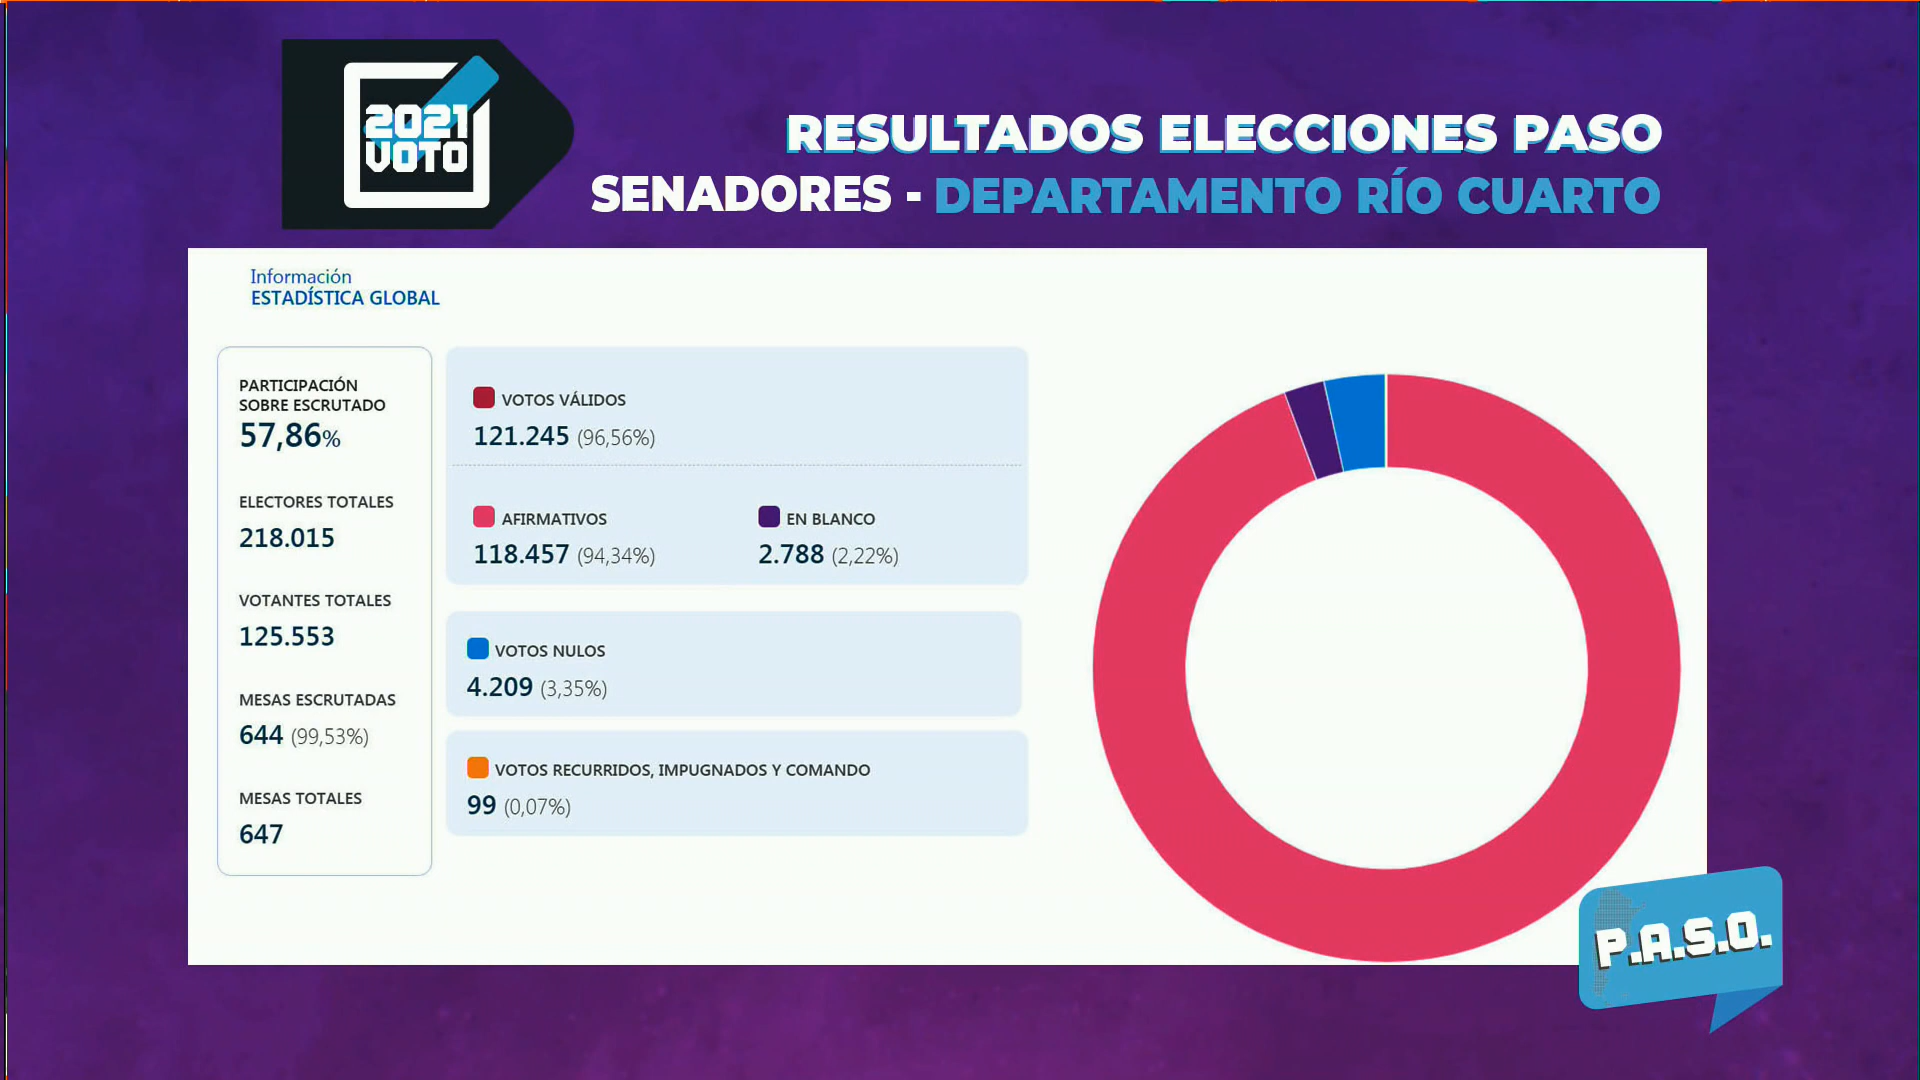 2021
VOTO
RESULTADOS ELECCIONES PASO
SENADORES - DEPARTAMENTO RÍO CUARTO
Información
ESTADÍSTICA GLOBAL
PARTICIPACIÓN
SOBRE ESCRUTADO
57,86%
ELECTORES TOTALES
218.015
VOTANTES TOTALES
125.553
MESAS ESCRUTADAS
644 (99,53%)
MESAS TOTALES
647
VOTOS VÁLIDOS
121.245 (96,56%)
AFIRMATIVOS
118.457 (94,34%)
EN BLANCO
2.788 (2,22%)
VOTOS NULOS
4.209 (3,35%)
VOTOS RECURRIDOS, IMPUGNADOS Y COMANDO
99 (0,07%)
P.A.S.O.